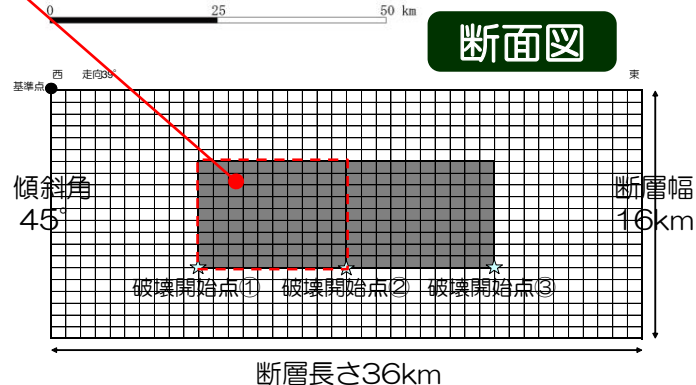 0 25 50 km
断面図
西 走向39° 東
基準点
傾斜角
45°
断層幅
16km
破壊開始点① 破壊開始点② 破壊開始点③
断層長さ36km